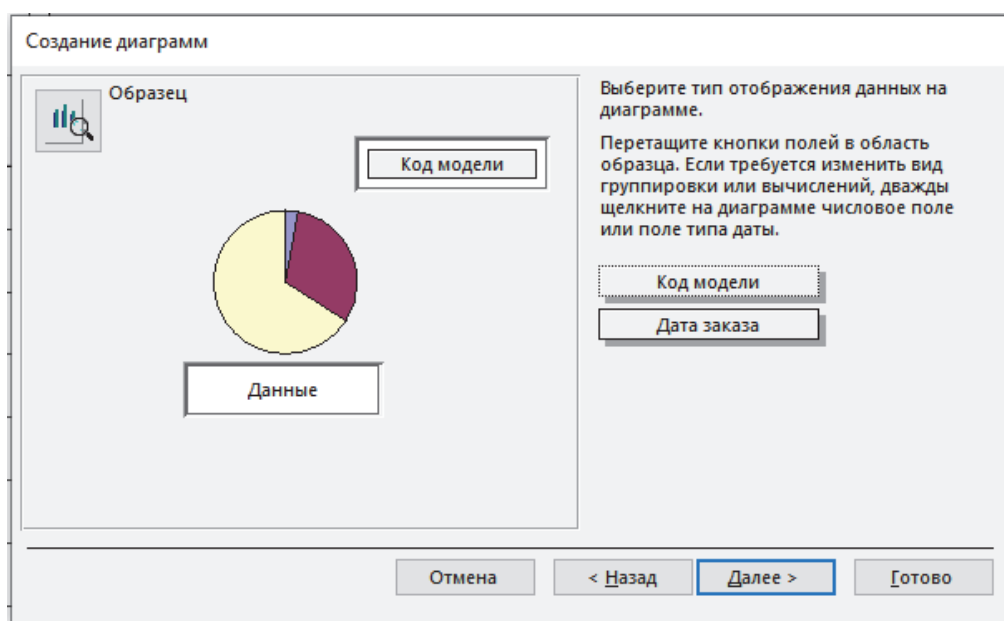 Создание диаграмм
Образец
Код модели
Данные
Выберите тип отображения данных на
диаграмме.
Перетащите кнопки полей в область
образца. Если требуется изменить вид
группировки или вычислений, дважды
щелкните на диаграмме числовое поле
или поле типа даты.
Код модели
Дата заказа
Отмена
< Назад
Далее >
Готово